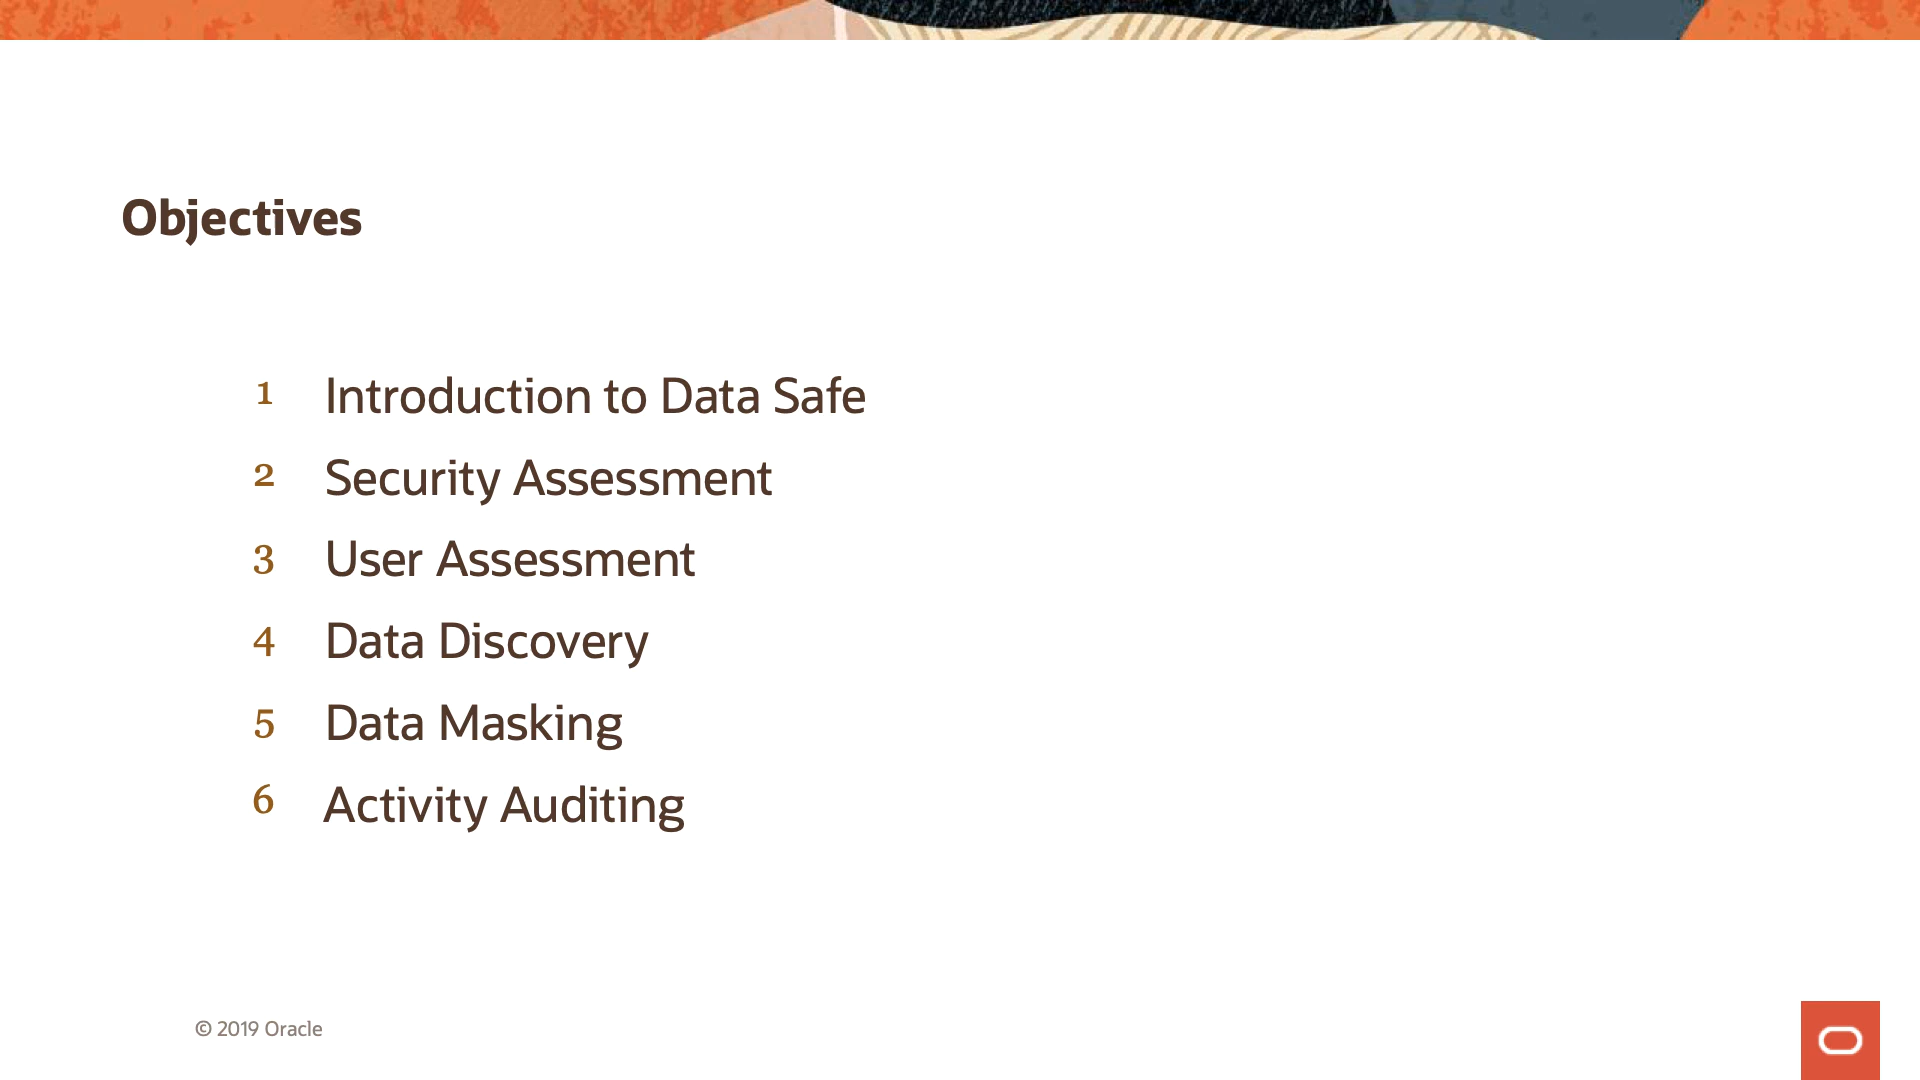 Objectives
1 Introduction to Data Safe
2 Security Assessment
3 User Assessment
4 Data Discovery
5 Data Masking
6 Activity Auditing
© 2019 Oracle